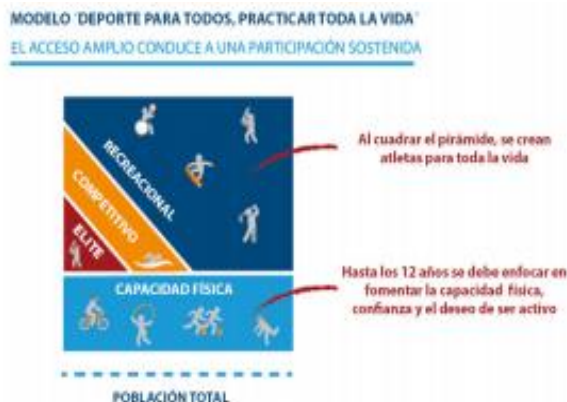 MODELO "DEPORTE PARA TODOS, PRACTICAR TODA LA VIDA"
EL ACCESO AMPLIO CONDUCE A UNA PARTICIPACIÓN SOSTENIDA
RECREACIONAL
COMPETITIVO
ELITE
Al cuadrar el pirámide, se crean
atletas para toda la vida
CAPACIDAD FÍSICA
Hasta los 12 años se debe enfocar en
fomentar la capacidad física,
confianza y el deseo de ser activo
POBLACIÓN TOTAL